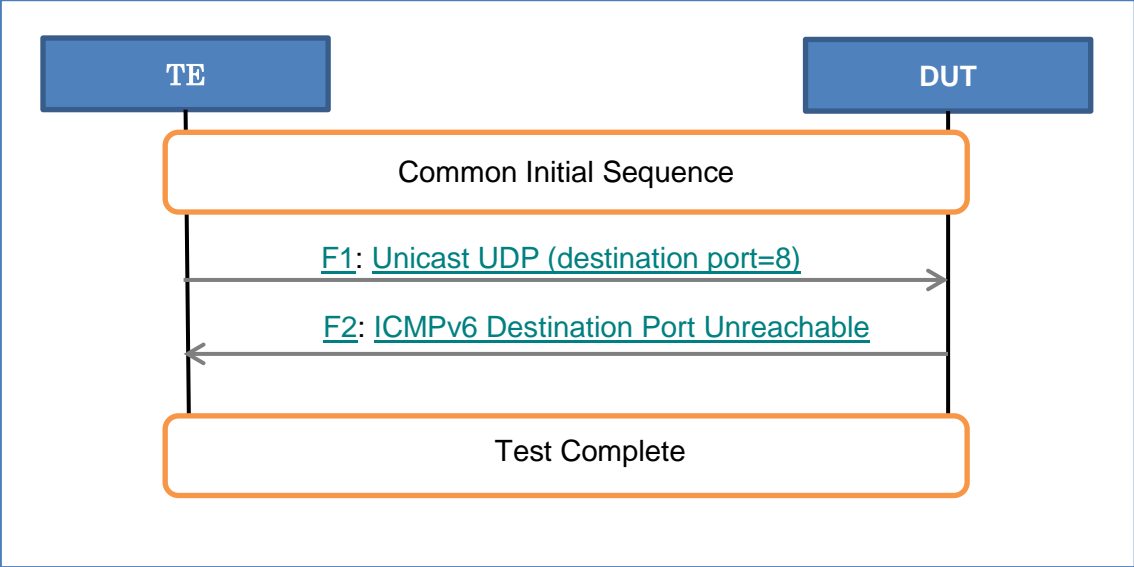 TE
DUT
Common Initial Sequence
F1: Unicast UDP (destination port=8)
F2: ICMPv6 Destination Port Unreachable
Test Complete